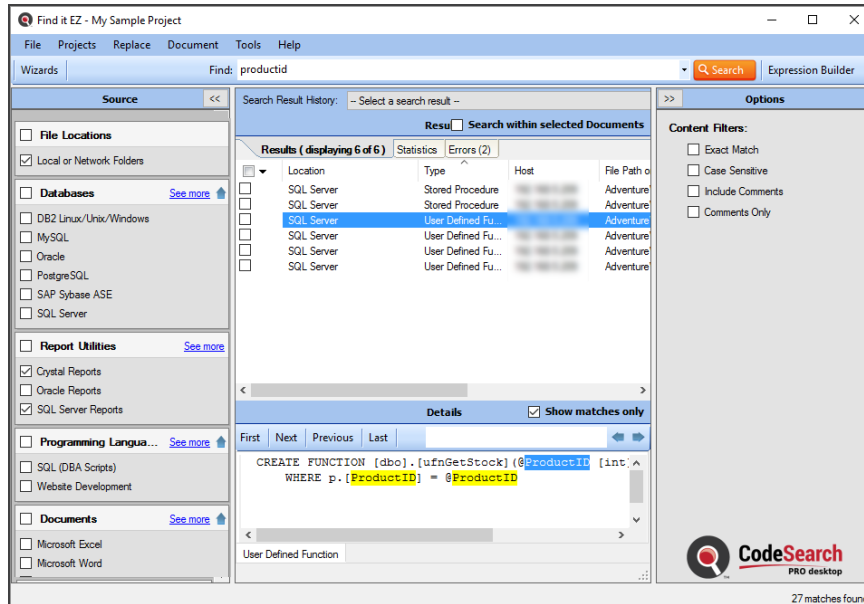 Find it EZ - My Sample Project
File Projects Replace Document Tools Help
Wizards Find: productid Search Expression Builder
Source <<
File Locations
Local or Network Folders
Databases See more
DB2 Linux/Unix/Windows
MySQL
Oracle
PostgreSQL
SAP Sybase ASE
SQL Server
Report Utilities See more
Crystal Reports
Oracle Reports
SQL Server Reports
Programming Langua... See more
SQL (DBA Scripts)
Website Development
Documents See more
Microsoft Excel
Microsoft Word
Search Result History: -- Select a search result --
Resu Search within selected Documents
Results ( displaying 6 of 6 ) Statistics Errors (2)
Location Type Host File Path o
SQL Server Stored Procedure Adventure
SQL Server Stored Procedure Adventure
SQL Server User Defined Fu... Adventure
SQL Server User Defined Fu... Adventure
SQL Server User Defined Fu... Adventure
SQL Server User Defined Fu... Adventure
Details Show matches only
First Next Previous Last
CREATE FUNCTION [dbo].[ufnGetStock](@ProductID [int]
WHERE p.[ProductID] = @ProductID
User Defined Function
>> Options
Content Filters:
Exact Match
Case Sensitive
Include Comments
Comments Only
CodeSearch
PRO desktop
27 matches found